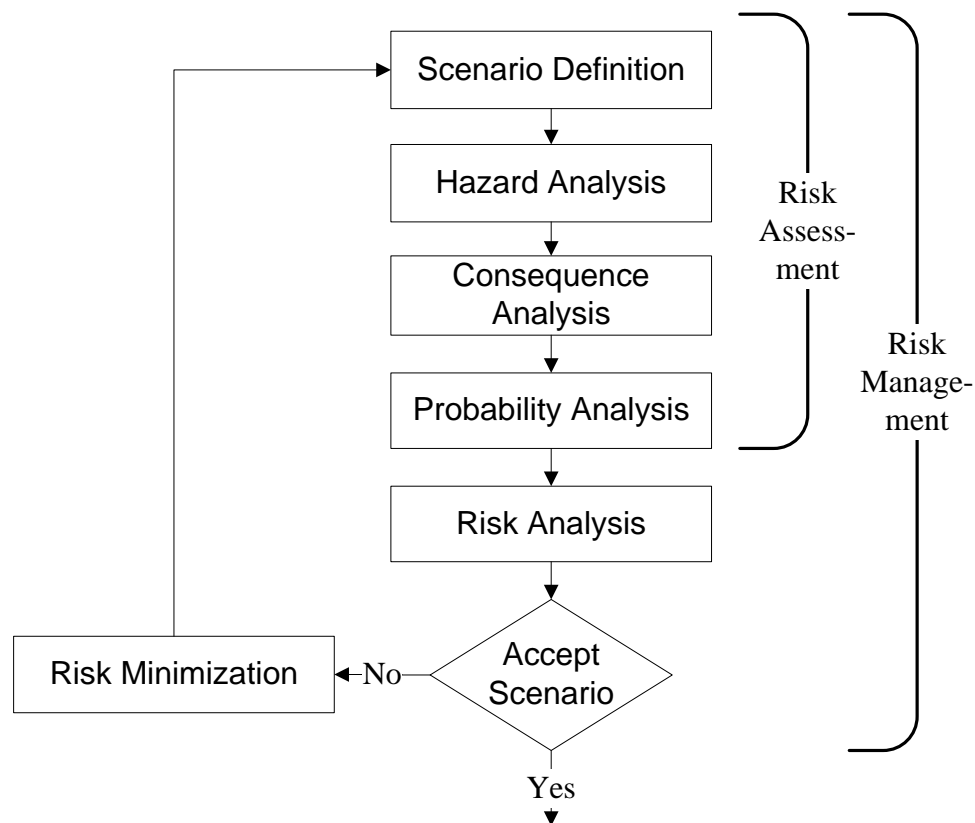 Scenario Definition
Hazard Analysis
Consequence
Analysis
Probability Analysis
Risk Analysis
Accept
Scenario
No
Risk Minimization
Yes
Risk
Assess-
ment
Risk
Manage-
ment